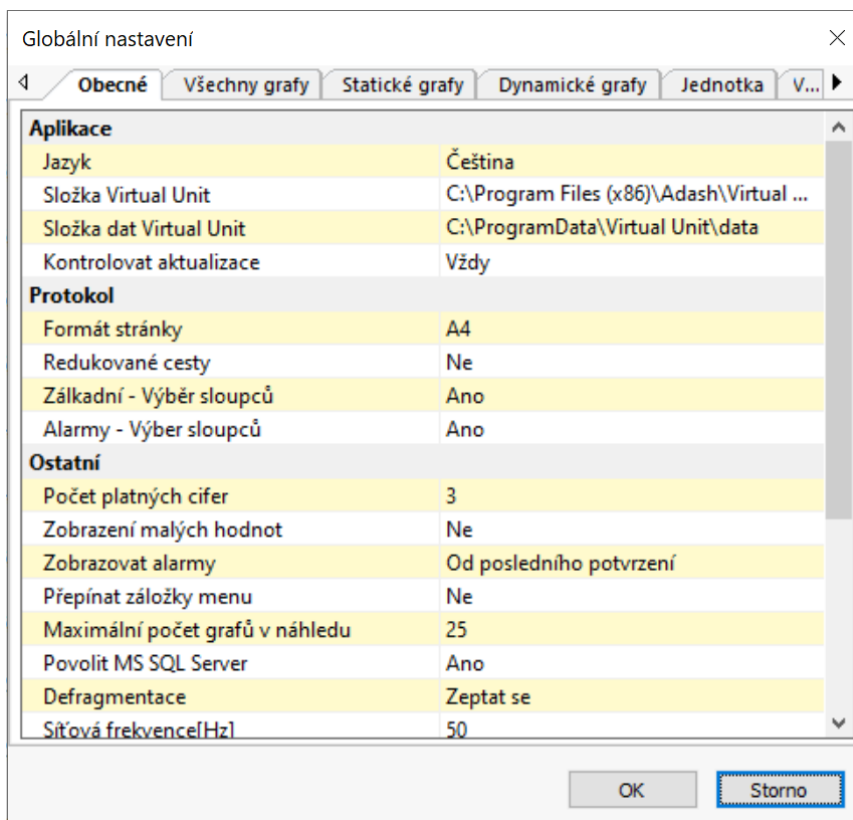 Globální nastavení
Obecné Všechny grafy Statické grafy Dynamické grafy Jednotka V...
Aplikace
Jazyk Čeština
Složka Virtual Unit C:\Program Files (x86)\Adash\Virtual ...
Složka dat Virtual Unit C:\ProgramData\Virtual Unit\data
Kontrolovat aktualizace Vždy
Protokol
Formát stránky A4
Redukované cesty Ne
Zálkadní - Výběr sloupců Ano
Alarmy - Výber sloupců Ano
Ostatní
Počet platných cifer 3
Zobrazení malých hodnot Ne
Zobrazovat alarmy Od posledního potvrzení
Přepínat záložky menu Ne
Maximální počet grafů v náhledu 25
Povolit MS SQL Server Ano
Defragmentace Zeptat se
Síťová frekvence[Hz] 50
OK Storno